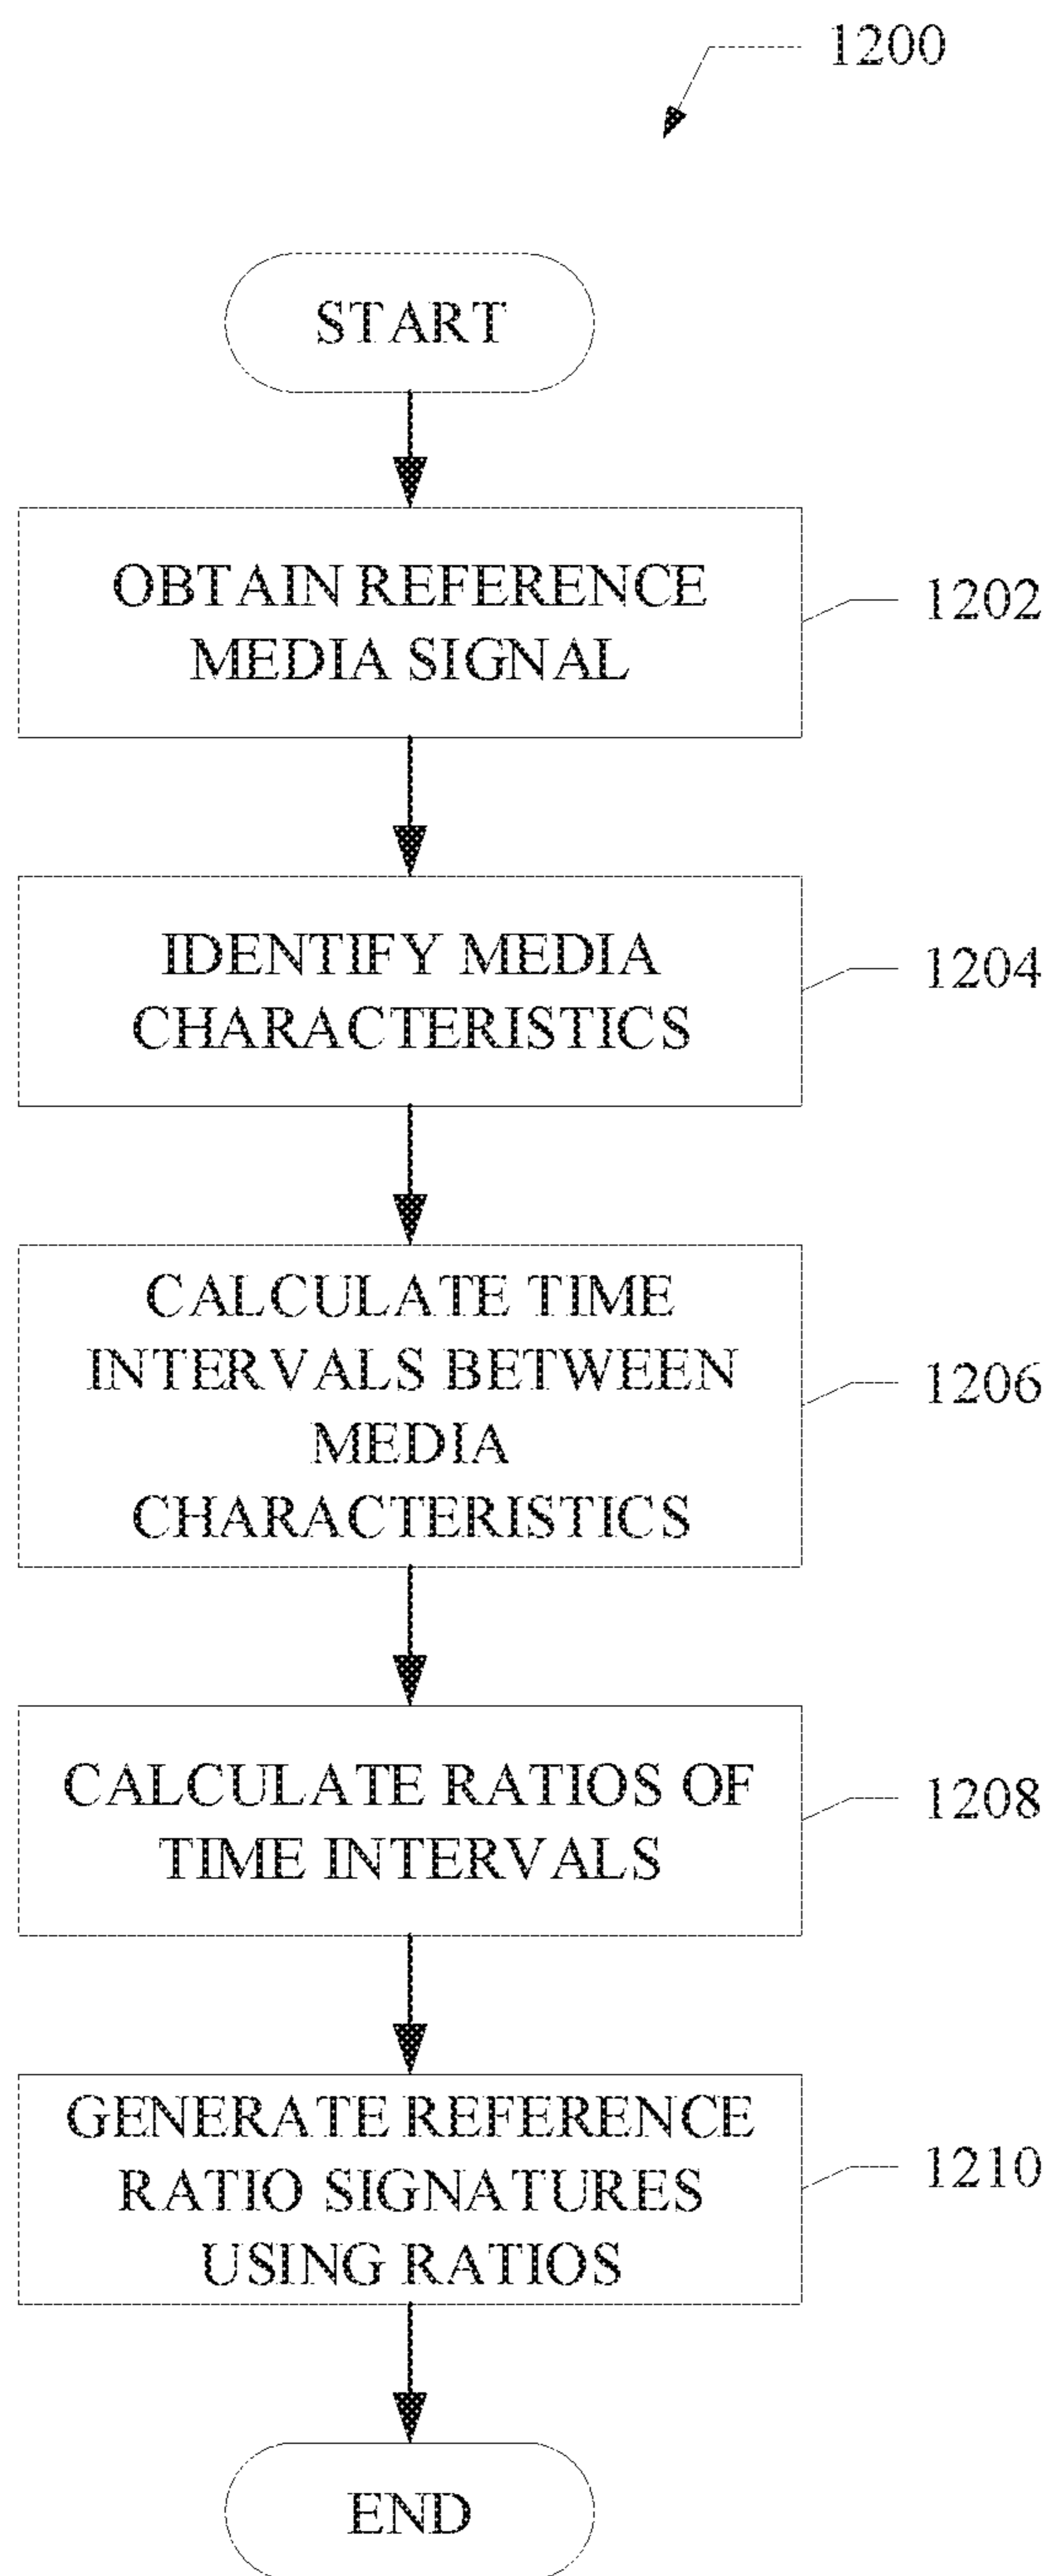 1200
START
OBTAIN REFERENCE
MEDIA SIGNAL
1202
IDENTIFY MEDIA
CHARACTERISTICS
1204
CALCULATE TIME
INTERVALS BETWEEN
MEDIA
CHARACTERISTICS
1206
CALCULATE RATIOS OF
TIME INTERVALS
1208
GENERATE REFERENCE
RATIO SIGNATURES
USING RATIOS
1210
END